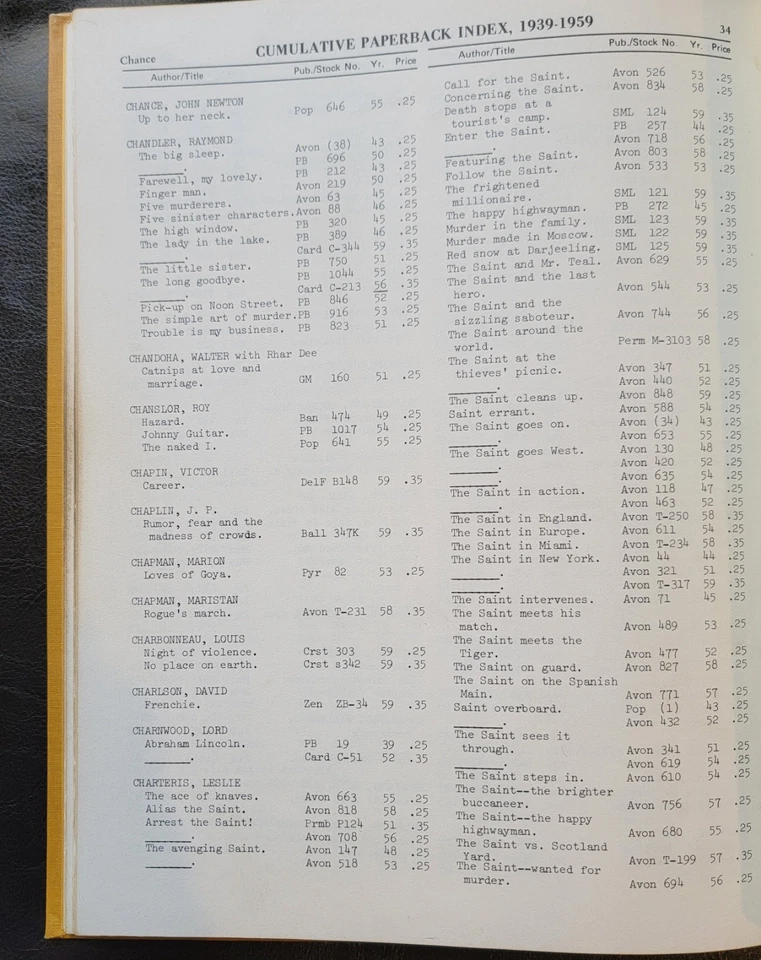 Chance
CUMULATIVE PAPERBACK INDEX, 1939-1959
34
Author/Title Pub./Stock No. Yr. Price
CHANCE, JOHN NEWTON
Up to her neck. Pop 646 55 .25
CHANDLER, RAYMOND
The big sleep. Avon (38) 43 .25
______. PB 696 50 .25
Farewell, my lovely. PB 212 43 .25
Finger man. Avon 219 50 .25
Five murderers. Avon 63 45 .25
Five sinister characters. Avon 88 46 .25
The high window. PB 320 45 .25
The lady in the lake. PB 389 46 .25
______. Card C-344 59 .35
The little sister. PB 750 51 .25
The long goodbye. PB 1044 55 .25
______. Card C-213 56 .35
Pick-up on Noon Street. PB 846 52 .25
The simple art of murder. PB 916 53 .25
Trouble is my business. PB 823 51 .25
CHANDOHA, WALTER with Rhar Dee
Catnips at love and
marriage. GM 160 51 .25
CHANSLOR, ROY
Hazard. Ban 474 49 .25
Johnny Guitar. PB 1017 54 .25
The naked I. Pop 641 55 .25
CHAPIN, VICTOR
Career. DelF B148 59 .35
CHAPLIN, J. P.
Rumor, fear and the
madness of crowds. Ball 347K 59 .35
CHAPMAN, MARION
Loves of Goya. Pyr 82 53 .25
CHAPMAN, MARISTAN
Rogue's march. Avon T-231 58 .35
CHARBONNEAU, LOUIS
Night of violence. Crst 303 59 .25
No place on earth. Crst s342 59 .35
CHARLSON, DAVID
Frenchie. Zen ZB-34 59 .35
CHARNWOOD, LORD
Abraham Lincoln. PB 19 39 .25
______. Card C-51 52 .35
CHARTERIS, LESLIE
The ace of knaves. Avon 663 55 .25
Alias the Saint. Avon 818 58 .25
Arrest the Saint! Prmb P124 51 .35
______. Avon 708 56 .25
The avenging Saint. Avon 147 48 .25
______. Avon 518 53 .25
Author/Title Pub./Stock No. Yr. Price
Call for the Saint. Avon 526 53 .25
Concerning the Saint. Avon 834 58 .25
Death stops at a
tourist's camp. SML 124 59 .35
Enter the Saint. PB 257 44 .25
______. Avon 718 56 .25
Featuring the Saint. Avon 803 58 .25
Follow the Saint. Avon 533 53 .25
The frightened
millionaire. SML 121 59 .35
The happy highwayman. PB 272 45 .25
Murder in the family. SML 123 59 .35
Murder made in Moscow. SML 122 59 .35
Red snow at Darjeeling. SML 125 59 .35
The Saint and Mr. Teal. Avon 629 55 .25
The Saint and the last
hero. Avon 544 53 .25
The Saint and the
sizzling saboteur. Avon 744 56 .25
The Saint around the
world. Perm M-3103 58 .25
The Saint at the
thieves' picnic. Avon 347 51 .25
______. Avon 440 52 .25
The Saint cleans up. Avon 848 59 .25
Saint errant. Avon 588 54 .25
The Saint goes on. Avon (34) 43 .25
______. Avon 653 55 .25
The Saint goes West. Avon 130 48 .25
______. Avon 420 52 .25
______. Avon 635 54 .25
The Saint in action. Avon 118 47 .25
______. Avon 463 52 .25
The Saint in England. Avon T-250 58 .35
The Saint in Europe. Avon 611 54 .25
The Saint in Miami. Avon T-234 58 .35
The Saint in New York. Avon 44 44 .25
______. Avon 321 51 .25
______. Avon T-317 59 .35
The Saint intervenes. Avon 71 45 .25
The Saint meets his
match. Avon 489 53 .25
The Saint meets the
Tiger. Avon 477 52 .25
The Saint on guard. Avon 827 58 .25
The Saint on the Spanish
Main. Avon 771 57 .25
Saint overboard. Pop (1) 43 .25
______. Avon 432 52 .25
The Saint sees it
through. Avon 341 51 .25
______. Avon 619 54 .25
The Saint steps in. Avon 610 54 .25
The Saint--the brighter
buccaneer. Avon 756 57 .25
The Saint--the happy
highwayman. Avon 680 55 .25
The Saint vs. Scotland
Yard. Avon T-199 57 .35
The Saint--wanted for
murder. Avon 694 56 .25